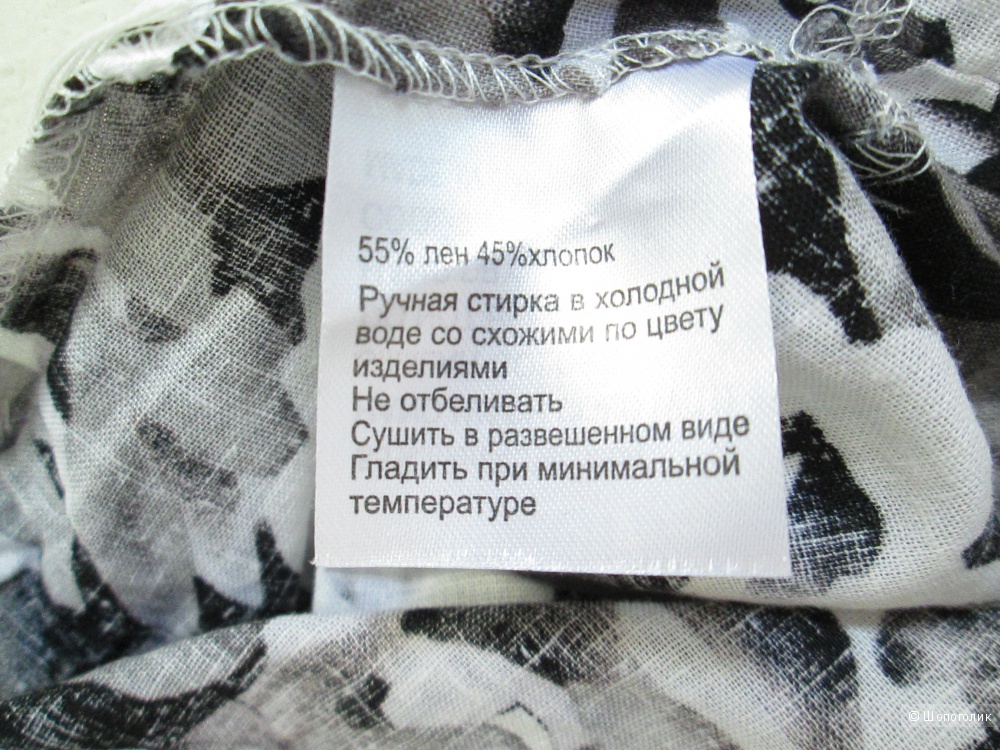 55% лен 45%хлопок
Ручная стирка в холодной
воде со схожими по цвету
изделиями
Не отбеливать
Сушить в развешенном виде
Гладить при минимальной
температуре
© Шопоголик